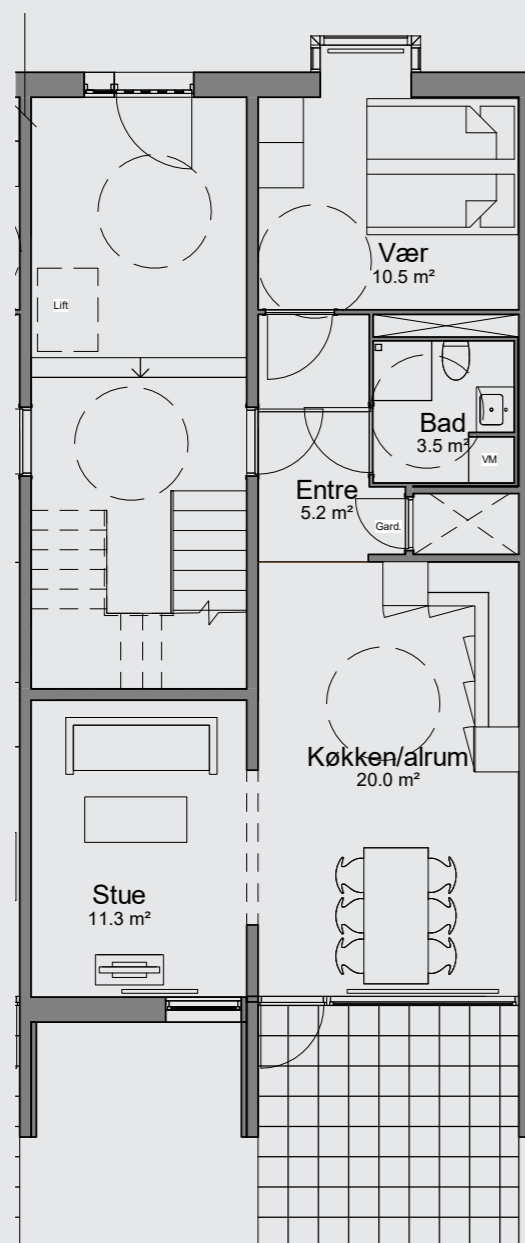 Vær
10.5 m²
Lift
Bad
3.5 m²
VM
Entre
5.2 m²
Gard.
Køkken/alrum
20.0 m²
Stue
11.3 m²